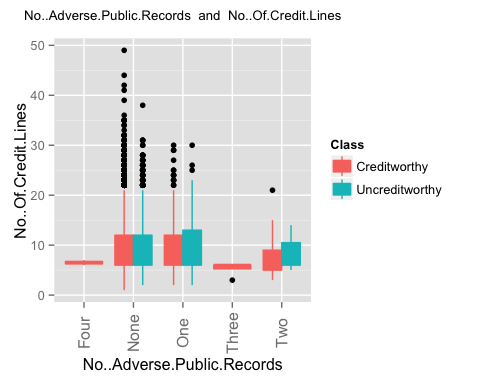 No..Adverse.Public.Records and No..Of.Credit.Lines
50
40
30
20
10
0
No..Of.Credit.Lines
Four
None
One
Three
Two
No..Adverse.Public.Records
Class
Creditworthy
Uncreditworthy